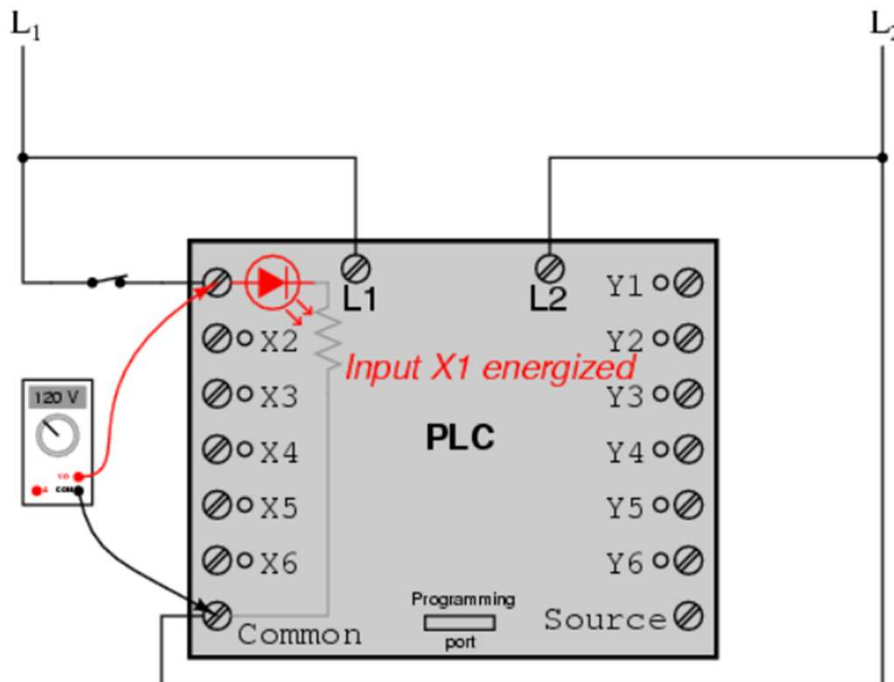 L1 L2
L1 L2 Y1
X2 Y2
Input X1 energized
120 V
X3 Y3
PLC
X4 Y4
A COM
X5 Y5
X6 Y6
Programming
Common port Source